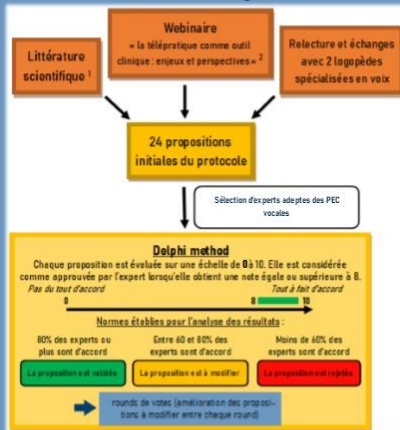 Littérature
scientifique 1
Webinaire
« la télépratique comme outil
clinique : enjeux et perspectives » 2
Relecture et échanges
avec 2 logopèdes
spécialisées en voix
24 propositions
initiales du protocole
Sélection d'experts adeptes des PEC
vocales
Delphi method
Chaque proposition est évaluée sur une échelle de 0 à 10. Elle est considérée
comme approuvée par l'expert lorsqu'elle obtient une note égale ou supérieure à 8.
Pas du tout d'accord
Tout à fait d'accord
0
8
10
Normes établies pour l'analyse des résultats :
80% des experts ou
plus sont d'accord
Entre 60 et 80% des
experts sont d'accord
Moins de 60% des
experts sont d'accord
La proposition est validée
La proposition est à modifier
La proposition est rejetée
rounds de votes (amélioration des proposi-
tions à modifier entre chaque round)